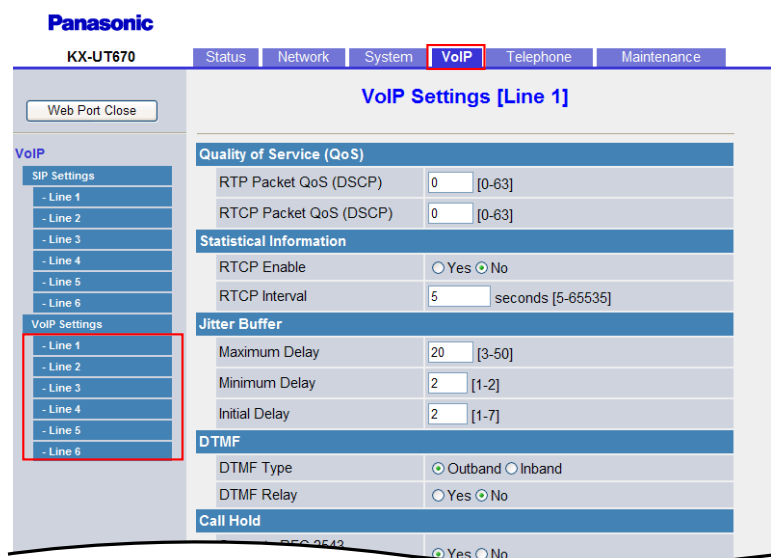 Panasonic
KX-UT670
Status Network System VoIP Telephone Maintenance
Web Port Close
VoIP
SIP Settings
- Line 1
- Line 2
- Line 3
- Line 4
- Line 5
- Line 6
VoIP Settings
- Line 1
- Line 2
- Line 3
- Line 4
- Line 5
- Line 6
VoIP Settings [Line 1]
Quality of Service (QoS)
RTP Packet QoS (DSCP) 0 [0-63]
RTCP Packet QoS (DSCP) 0 [0-63]
Statistical Information
RTCP Enable Yes No
RTCP Interval 5 seconds [5-65535]
Jitter Buffer
Maximum Delay 20 [3-50]
Minimum Delay 2 [1-2]
Initial Delay 2 [1-7]
DTMF
DTMF Type Outband Inband
DTMF Relay Yes No
Call Hold
RFC 2543 Yes No